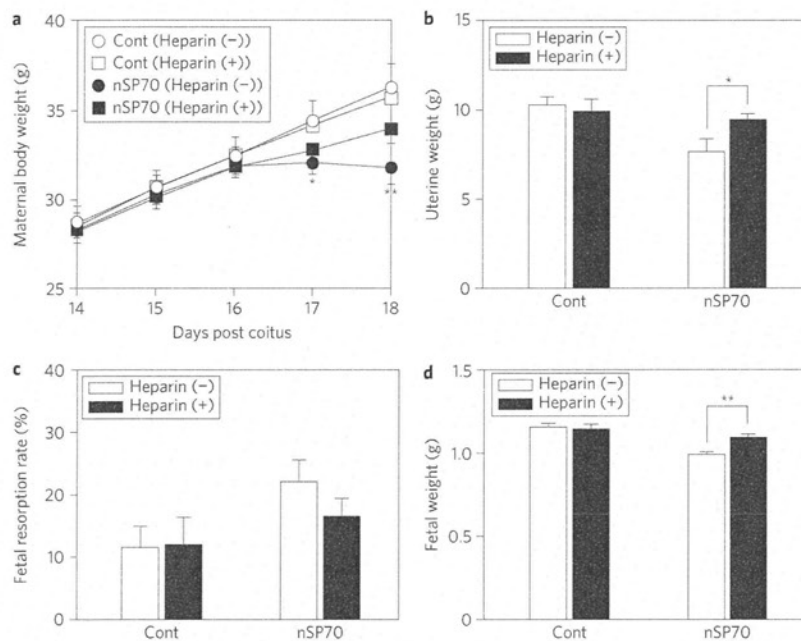 a
40
35
30
25
Maternal body weight (g)
Cont (Heparin (−))
Cont (Heparin (+))
nSP70 (Heparin (−))
nSP70 (Heparin (+))
*
**
14 15 16 17 18
Days post coitus
b
15
10
5
0
Uterine weight (g)
Heparin (−)
Heparin (+)
*
Cont nSP70
c
40
30
20
10
0
Fetal resorption rate (%)
Heparin (−)
Heparin (+)
Cont nSP70
d
1.5
1.0
0.5
0
Fetal weight (g)
Heparin (−)
Heparin (+)
**
Cont nSP70